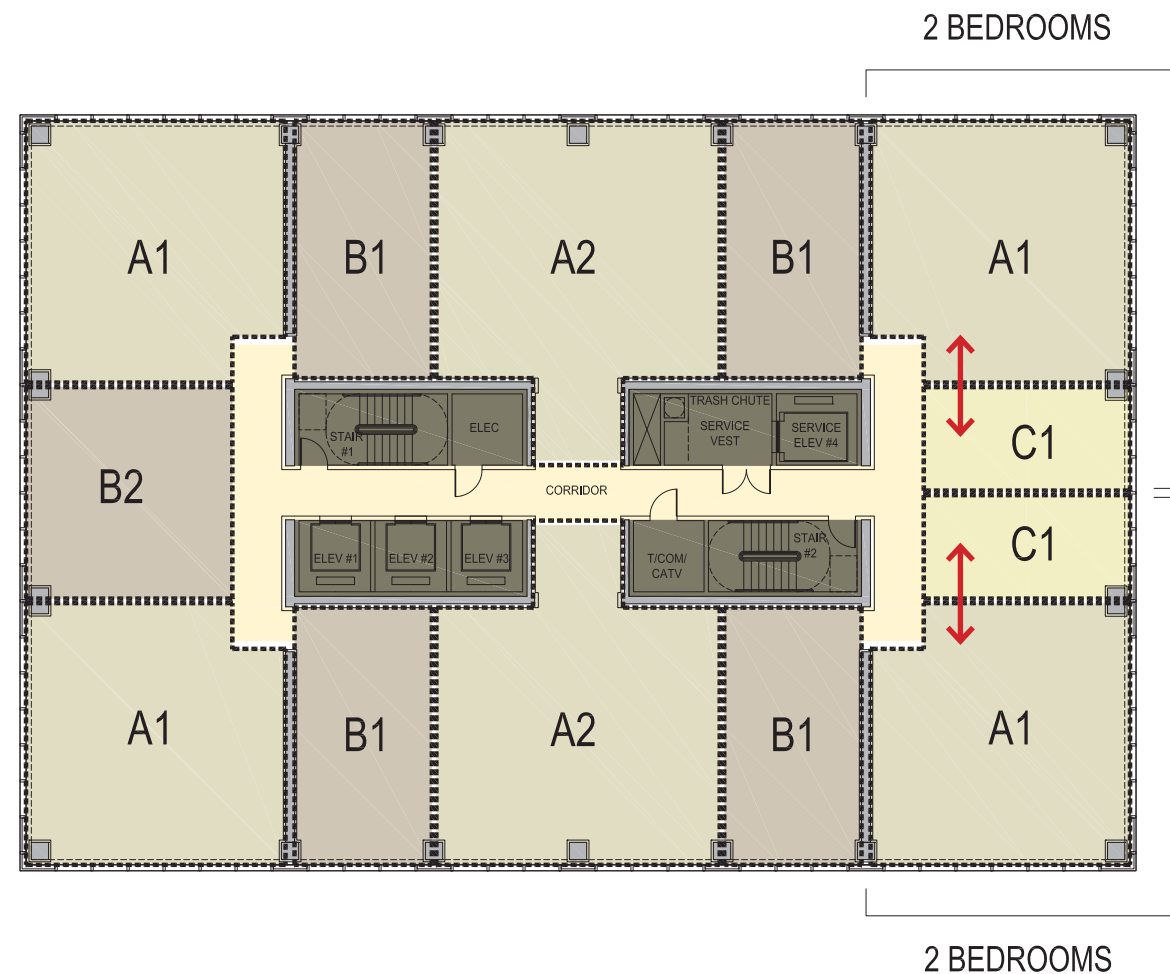 2 BEDROOMS
A1
B1
A2
B1
A1
STAIR
#1
ELEC
TRASH CHUTE
SERVICE
VEST
SERVICE
ELEV #4
C1
B2
CORRIDOR
ELEV #1
ELEV #2
ELEV #3
T/COM/
CATV
STAIR
#2
C1
A1
B1
A2
B1
A1
2 BEDROOMS